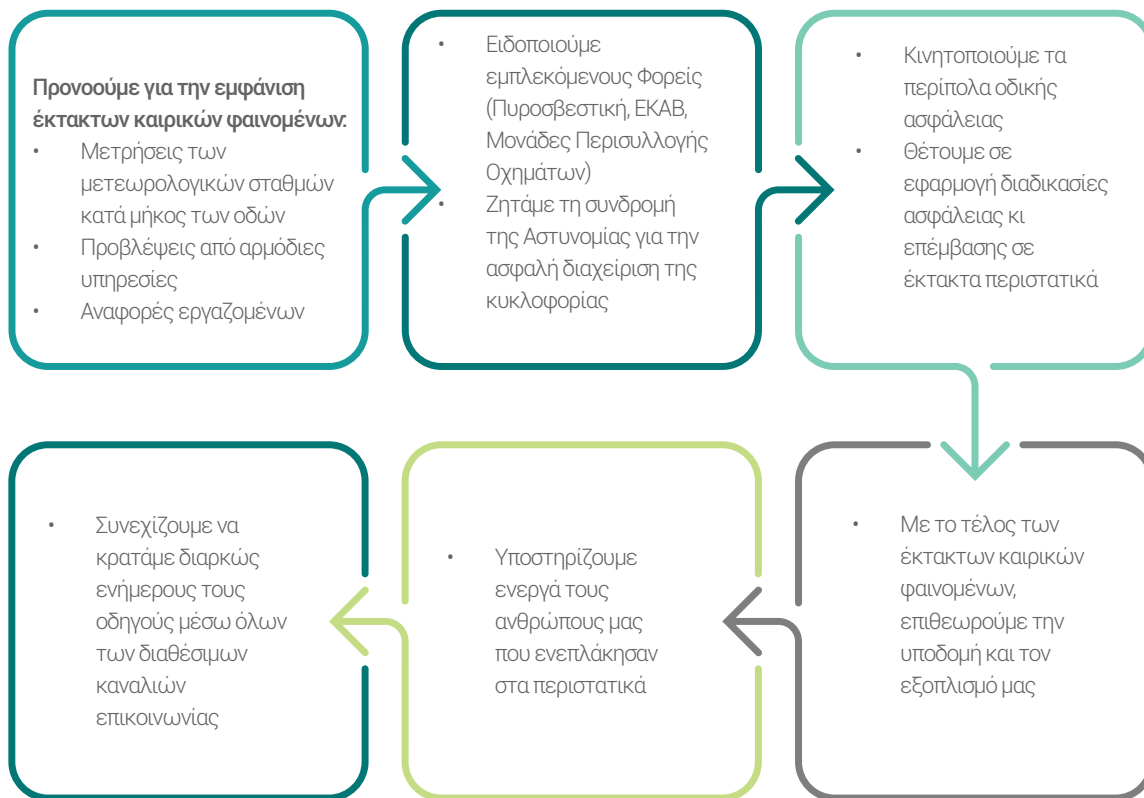 Προνοούμε για την εμφάνιση
έκτακτων καιρικών φαινομένων:
• Μετρήσεις των
μετεωρολογικών σταθμών
κατά μήκος των οδών
• Προβλέψεις από αρμόδιες
υπηρεσίες
• Αναφορές εργαζομένων
• Ειδοποιούμε
εμπλεκόμενους Φορείς
(Πυροσβεστική, ΕΚΑΒ,
Μονάδες Περισυλλογής
Οχημάτων)
• Ζητάμε τη συνδρομή
της Αστυνομίας για την
ασφαλή διαχείριση της
κυκλοφορίας
• Κινητοποιούμε τα
περίπολα οδικής
ασφάλειας
• Θέτουμε σε
εφαρμογή διαδικασίες
ασφάλειας κι
επέμβασης σε
έκτακτα περιστατικά
• Με το τέλος των
έκτακτων καιρικών
φαινομένων,
επιθεωρούμε την
υποδομή και τον
εξοπλισμό μας
• Υποστηρίζουμε
ενεργά τους
ανθρώπους μας
που ενεπλάκησαν
στα περιστατικά
• Συνεχίζουμε να
κρατάμε διαρκώς
ενήμερους τους
οδηγούς μέσω όλων
των διαθέσιμων
καναλιών
επικοινωνίας